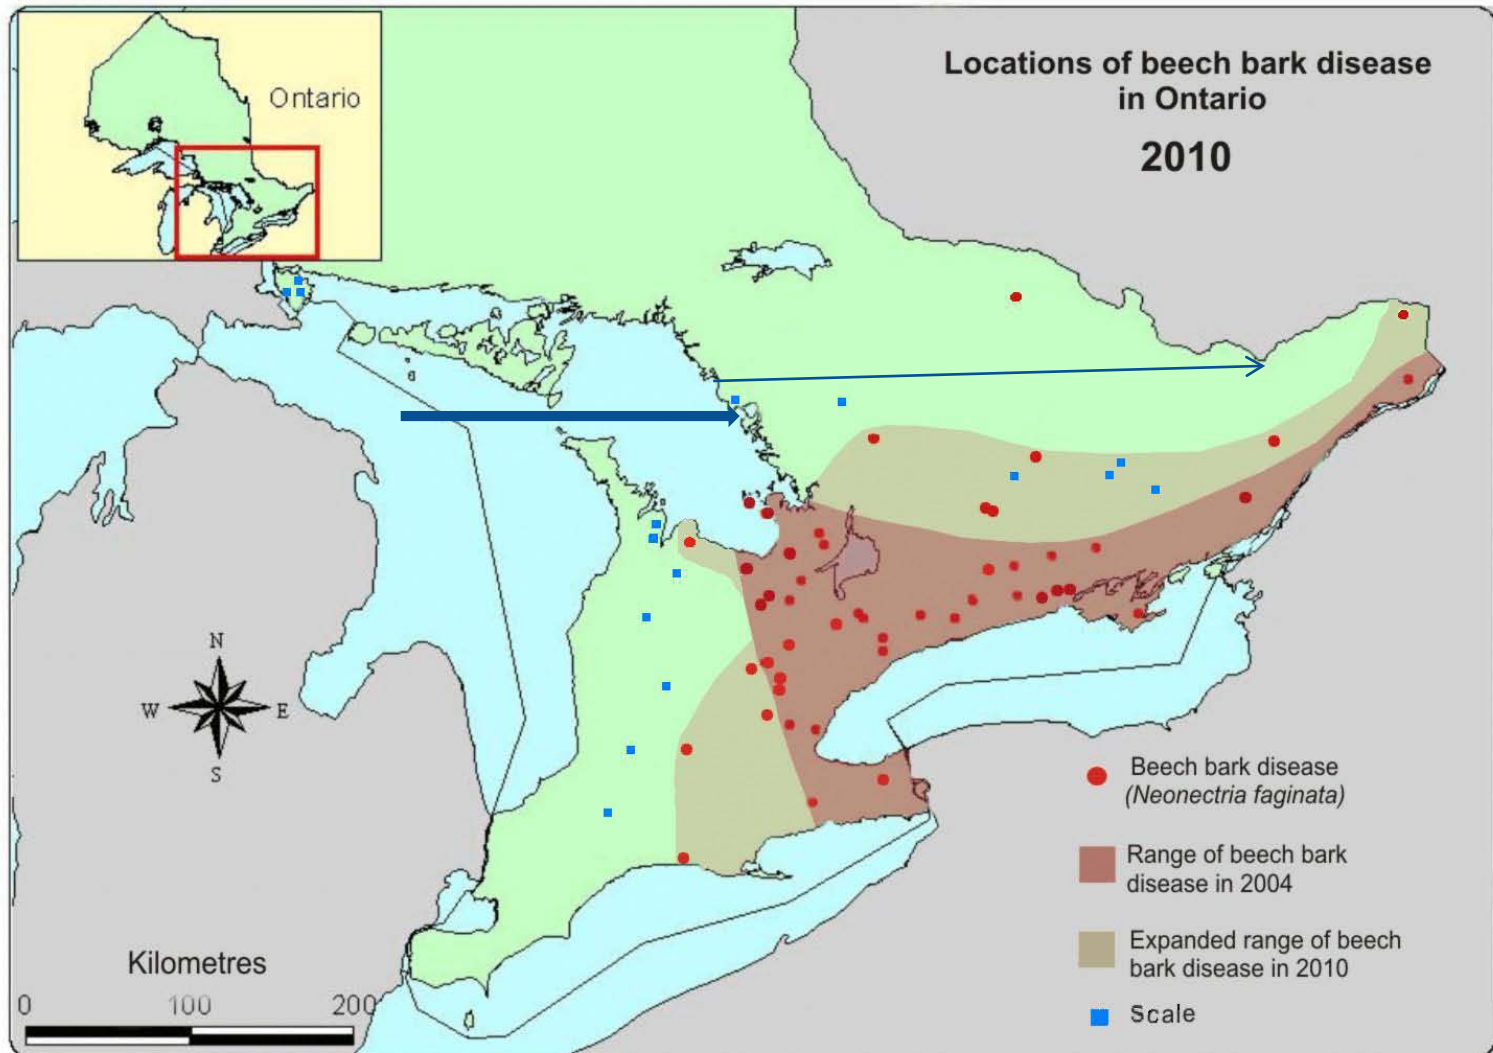 Ontario
Locations of beech bark disease
in Ontario
2010
N
W
E
S
Kilometres
0
100
200
Beech bark disease
(Neonectria faginata)
Range of beech bark
disease in 2004
Expanded range of beech
bark disease in 2010
Scale